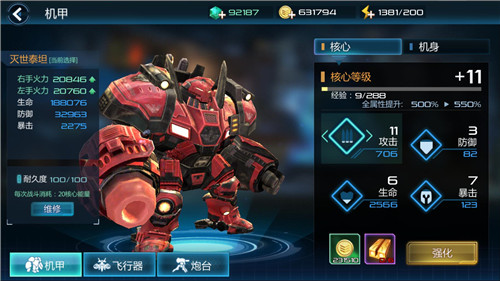 机甲
92187
631794
1381/200
灭世泰坦 [当前选择]
右手火力 20846
左手火力 20760
生命 188076
防御 32963
暴击 2275
耐久度 100/100
每次战斗消耗：20核心能量
维修
机甲
飞行器
炮台
核心
机身
核心等级 +11
经验：9/288
全属性提升： 500% 550%
11
攻击
706
3
防御
82
6
生命
2566
7
暴击
123
231510
强化